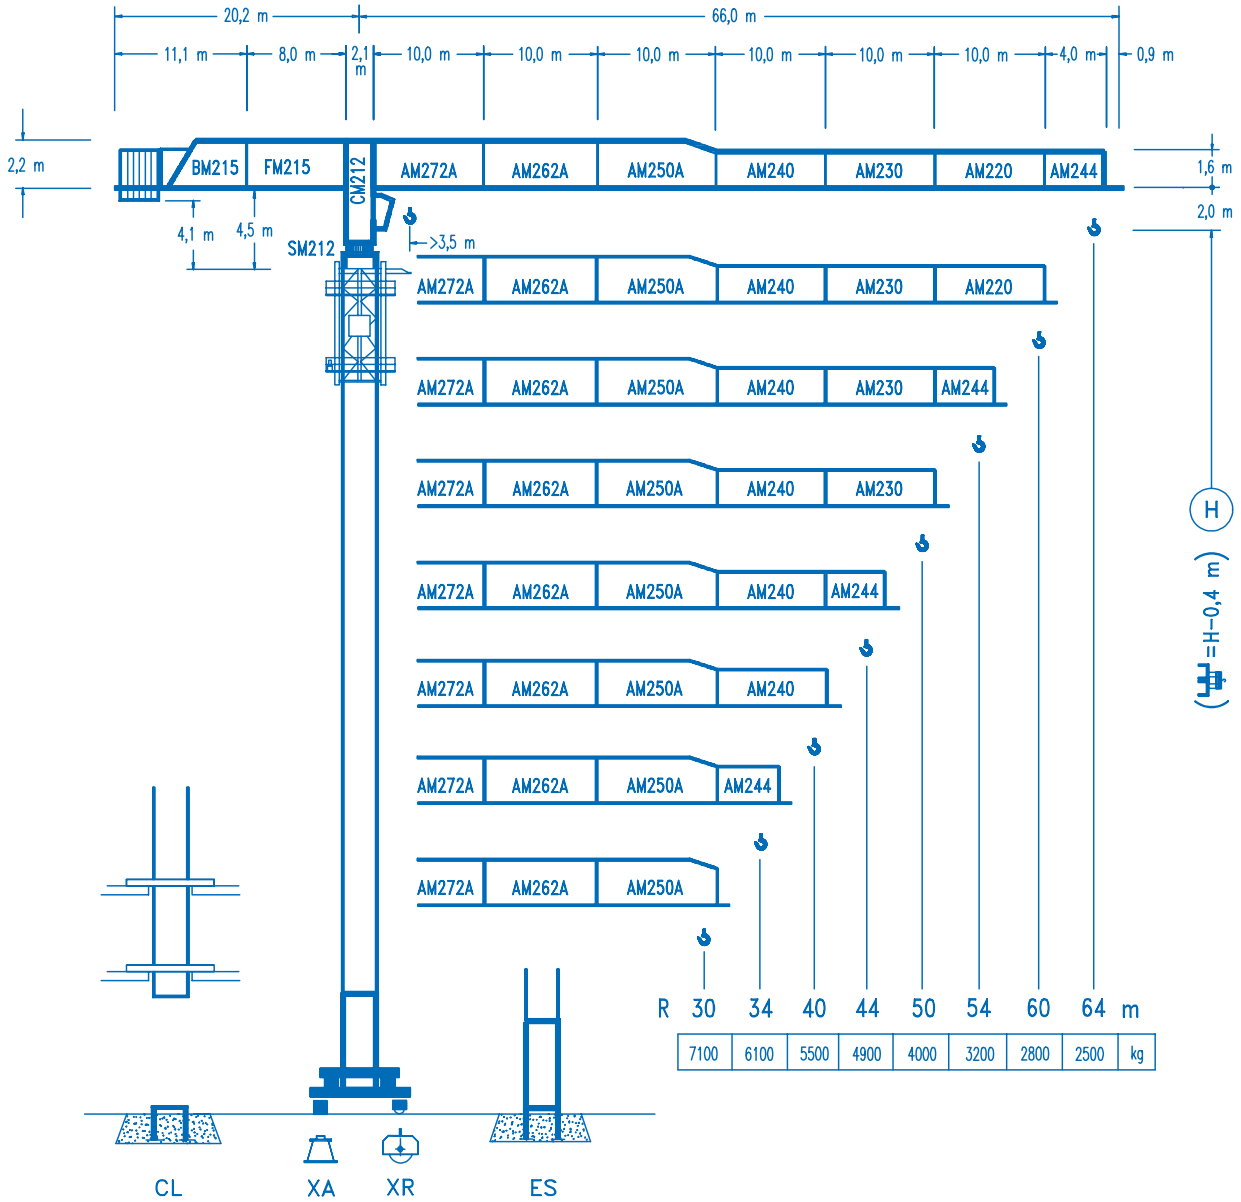 20,2 m 66,0 m
11,1 m 8,0 m 2,1 m 10,0 m 10,0 m 10,0 m 10,0 m 10,0 m 10,0 m 4,0 m 0,9 m
2,2 m BM215 FM215 CM212 AM272A AM262A AM250A AM240 AM230 AM220 AM244 1,6 m
2,0 m
4,1 m 4,5 m SM212 >3,5 m
AM272A AM262A AM250A AM240 AM230 AM220
AM272A AM262A AM250A AM240 AM230 AM244
AM272A AM262A AM250A AM240 AM230
H
AM272A AM262A AM250A AM240 AM244
( =H-0,4 m )
AM272A AM262A AM250A AM240
AM272A AM262A AM250A AM244
AM272A AM262A AM250A
R 30 34 40 44 50 54 60 64 m
7100 6100 5500 4900 4000 3200 2800 2500 kg
CL XA XR ES